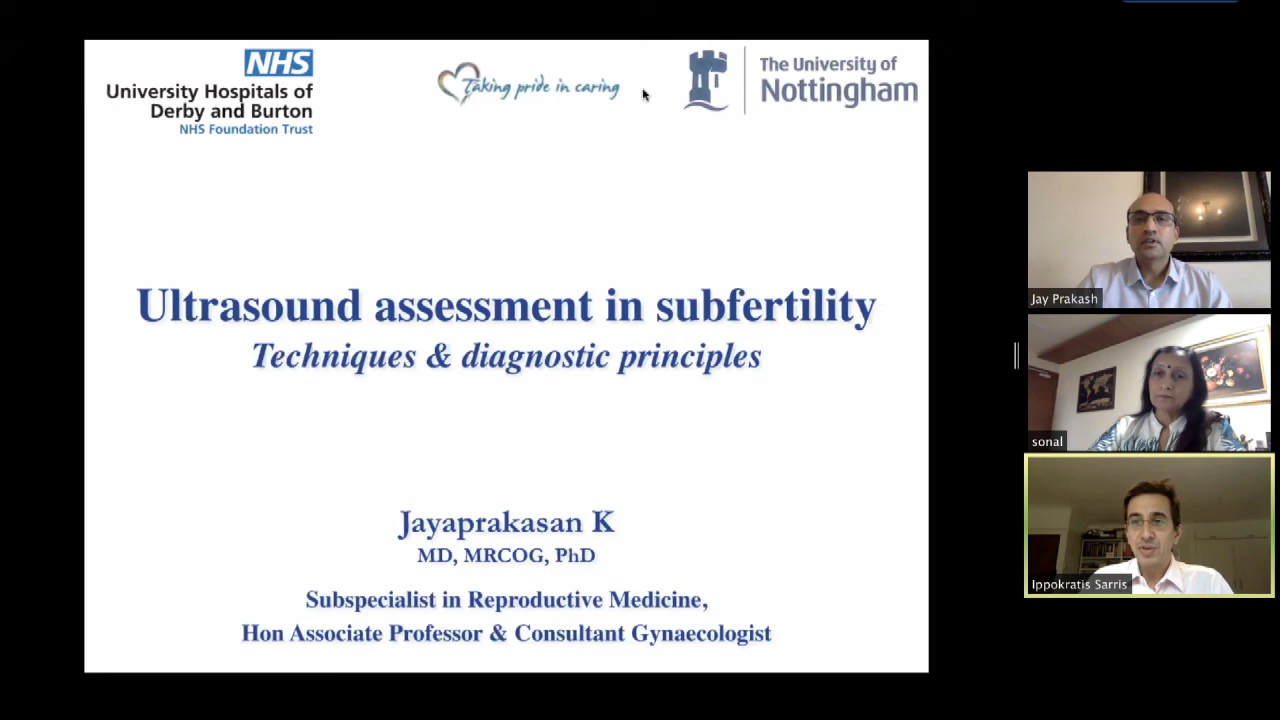 NHS
University Hospitals of
Derby and Burton
NHS Foundation Trust
Taking pride in caring
The University of
Nottingham
Ultrasound assessment in subfertility
Techniques & diagnostic principles
Jayaprakasan K
MD, MRCOG, PhD
Subspecialist in Reproductive Medicine,
Hon Associate Professor & Consultant Gynaecologist
Jay Prakash
sonal
Ippokratis Sarris